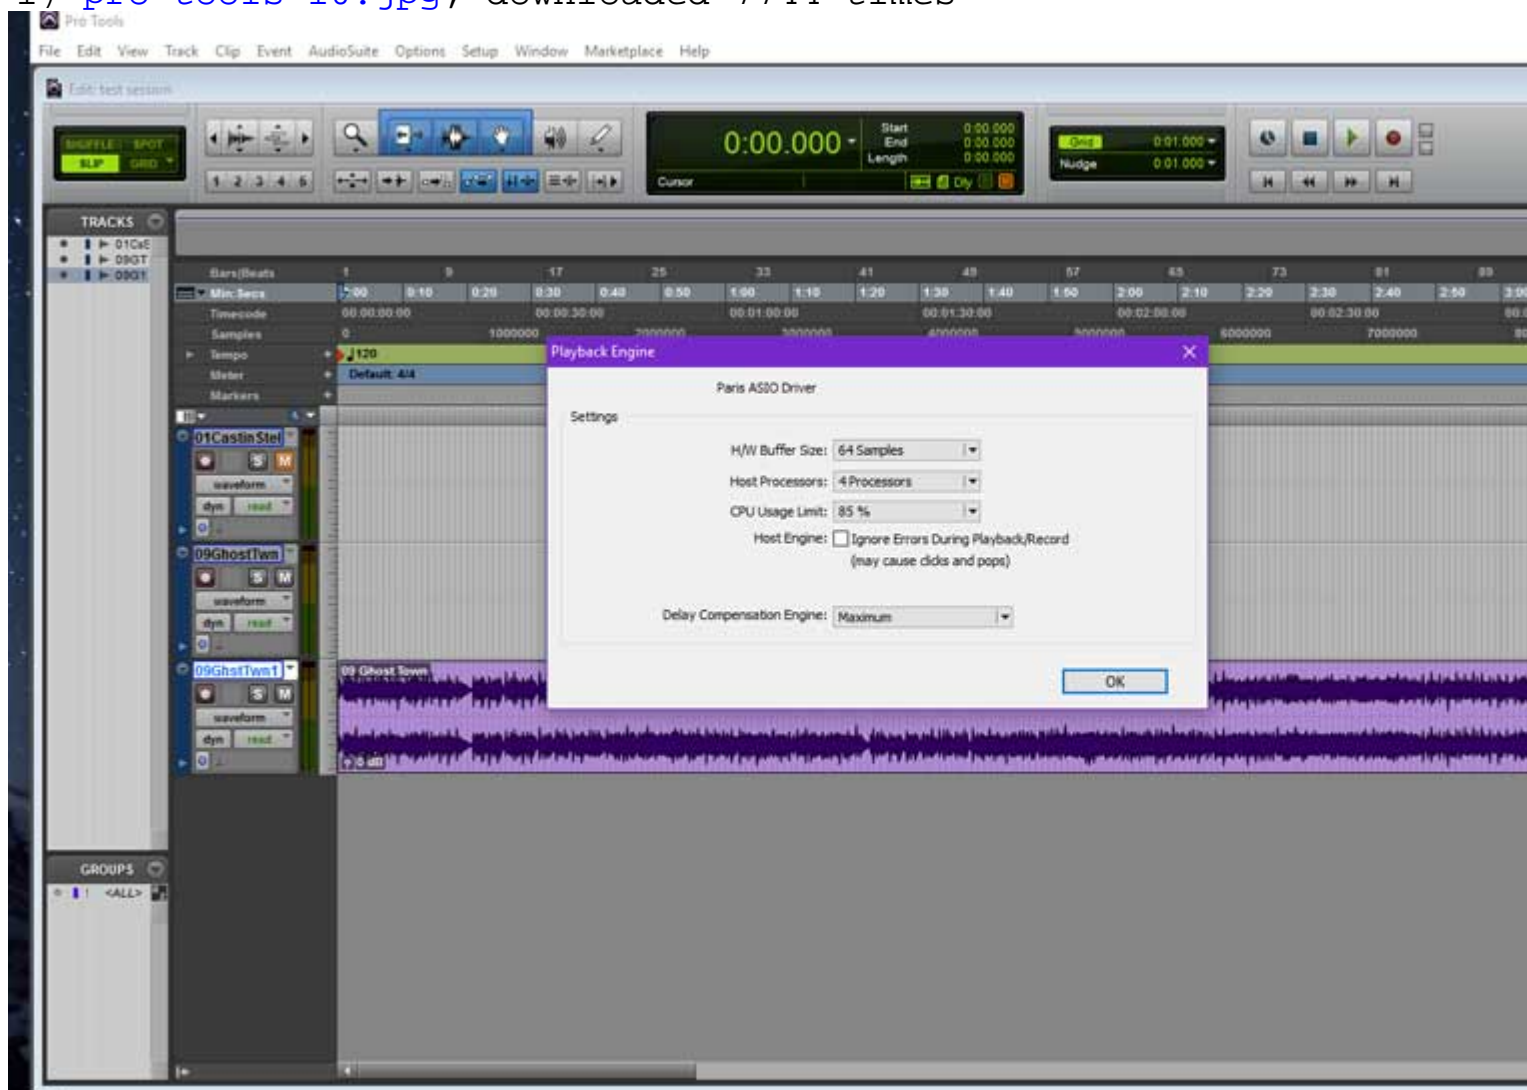 pro tools 10.jpg, downloaded 7744 times
Pro Tools
File Edit View Track Clip Event AudioSuite Options Setup Window Marketplace Help
Edit: test session
SHUFFLE SPOT
SLIP GRID
1 2 3 4 5
0:00.000
Start 0:00.000
End 0:00.000
Length 0:00.000
Cursor
Dly
Grid 0:01.000
Nudge 0:01.000
TRACKS
01CaS
09GT
09G1
Bars|Beats 1 9 17 25 33 41 49 57 65 73 81 89
Min:Secs 0:00 0:10 0:20 0:30 0:40 0:50 1:00 1:10 1:20 1:30 1:40 1:50 2:00 2:10 2:20 2:30 2:40 2:50 3:00
Timecode 00:00:00:00 00:00:30:00 00:01:00:00 00:01:30:00 00:02:00:00 00:02:30:00
Samples 0 1000000 2000000 3000000 4000000 5000000 6000000 7000000
Tempo 120
Meter Default: 4/4
Markers
Playback Engine
Paris ASIO Driver
Settings
H/W Buffer Size: 64 Samples
Host Processors: 4 Processors
CPU Usage Limit: 85 %
Host Engine: Ignore Errors During Playback/Record
(may cause clicks and pops)
Delay Compensation Engine: Maximum
OK
01CastinStel
S M
waveform
dyn read
09GhostTwn
S M
waveform
dyn read
09GhstTwn1
S M
waveform
dyn read
09 Ghost Town
0 dB
GROUPS
! <ALL>